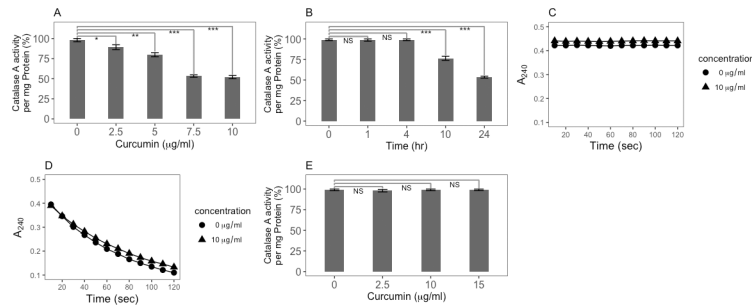 A
Catalase A activity
per mg Protein (%)
100
75
50
25
0
* ** *** ***
0 2.5 5 7.5 10
Curcumin (μg/ml)
B
Catalase A activity
per mg Protein (%)
100
75
50
25
0
NS NS *** ***
0 1 4 10 24
Time (hr)
C
A240
0.5
0.4
0.3
0.2
0.1
20 40 60 80 100 120
Time (sec)
concentration
0 μg/ml
10 μg/ml
D
A240
0.5
0.4
0.3
0.2
0.1
20 40 60 80 100 120
Time (sec)
concentration
0 μg/ml
10 μg/ml
E
Catalase A activity
per mg Protein (%)
100
75
50
25
0
NS NS NS
0 2.5 10 15
Curcumin (μg/ml)